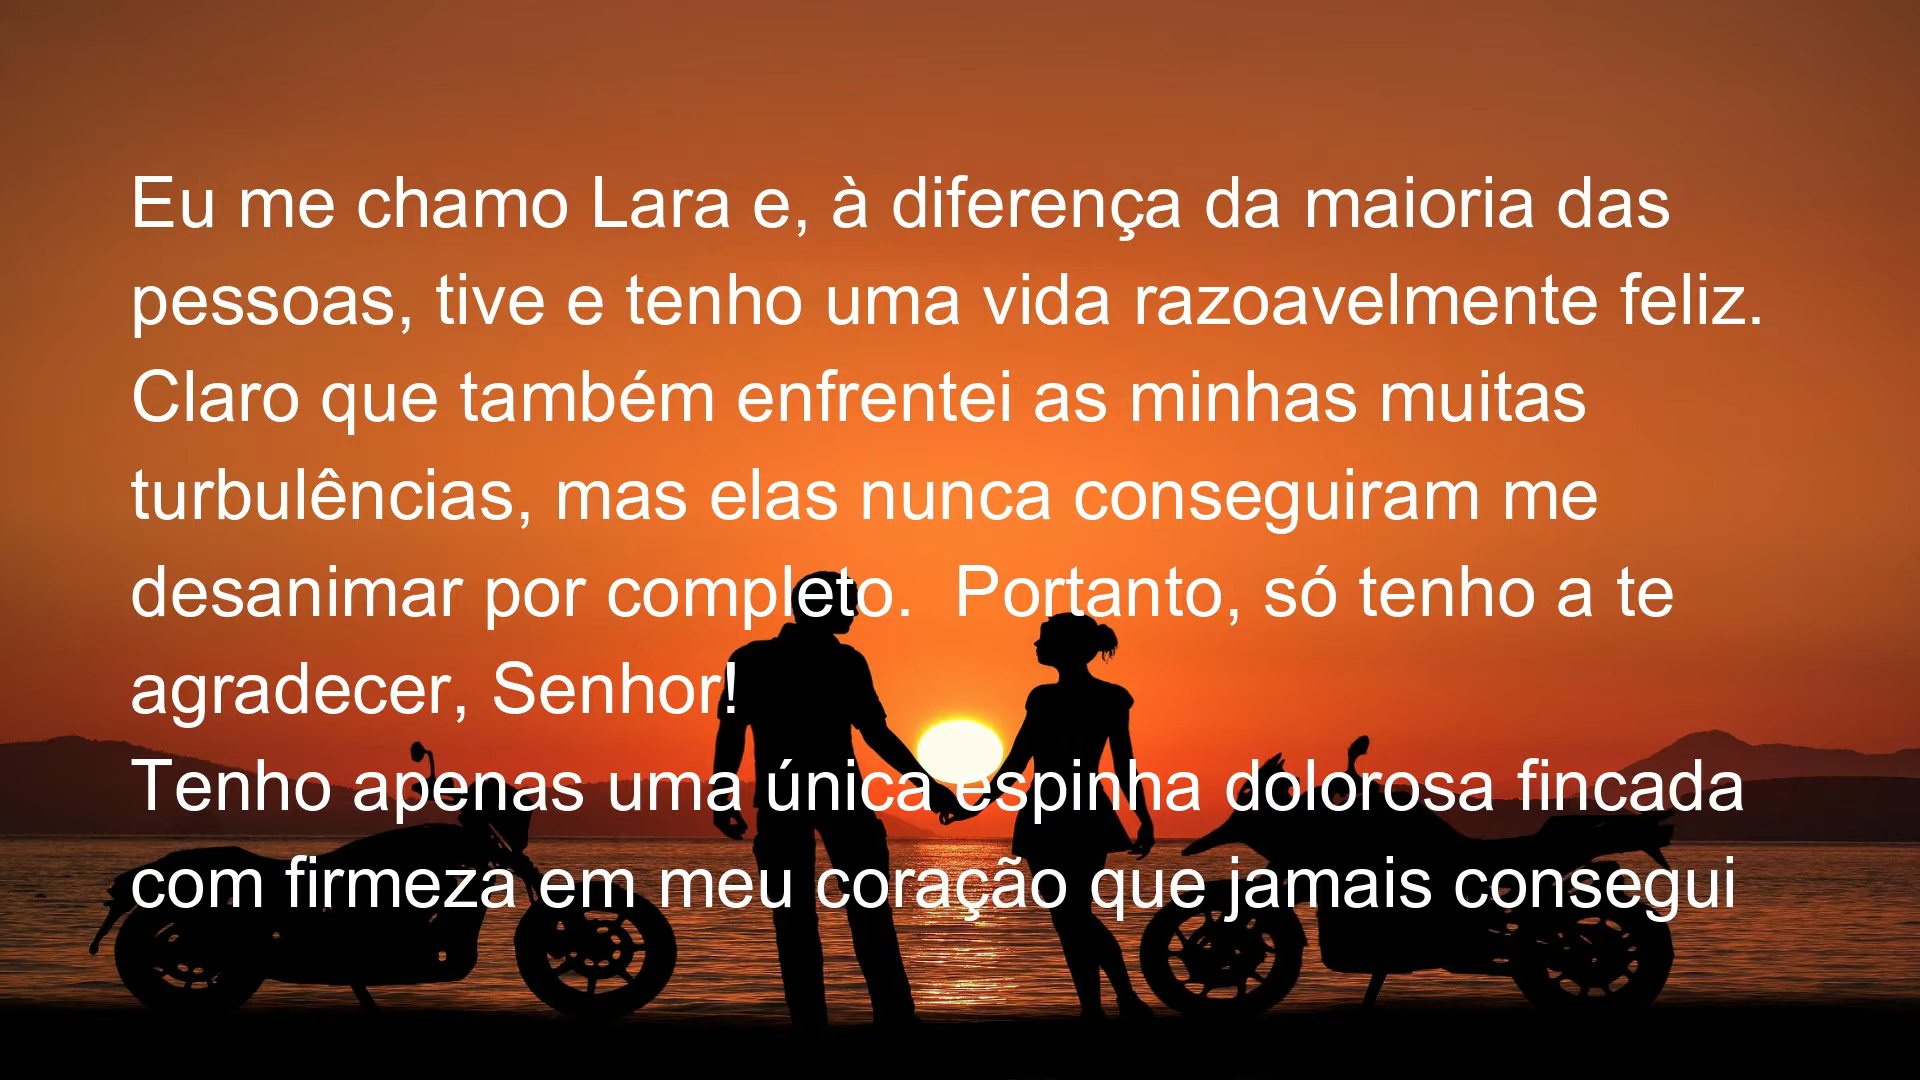 Eu me chamo Lara e, à diferença da maioria das
pessoas, tive e tenho uma vida razoavelmente feliz.
Claro que também enfrentei as minhas muitas
turbulências, mas elas nunca conseguiram me
desanimar por completo.  Portanto, só tenho a te
agradecer, Senhor!
Tenho apenas uma única espinha dolorosa fincada
com firmeza em meu coração que jamais consegui